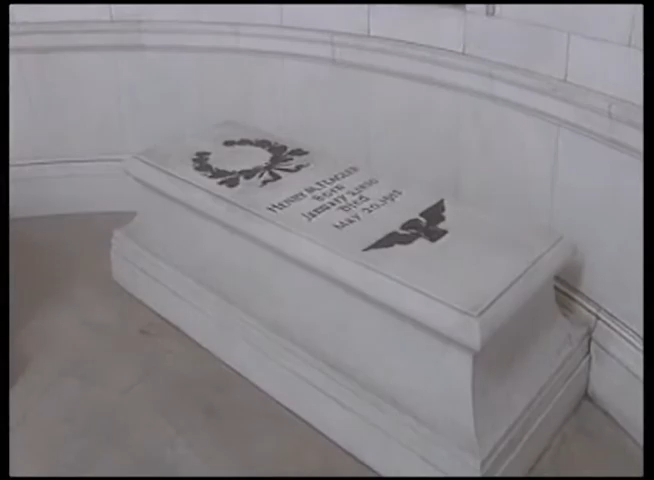 HENRY M. FLAGLER
BORN
January 2, 1830
Died
MAY 20, 1913